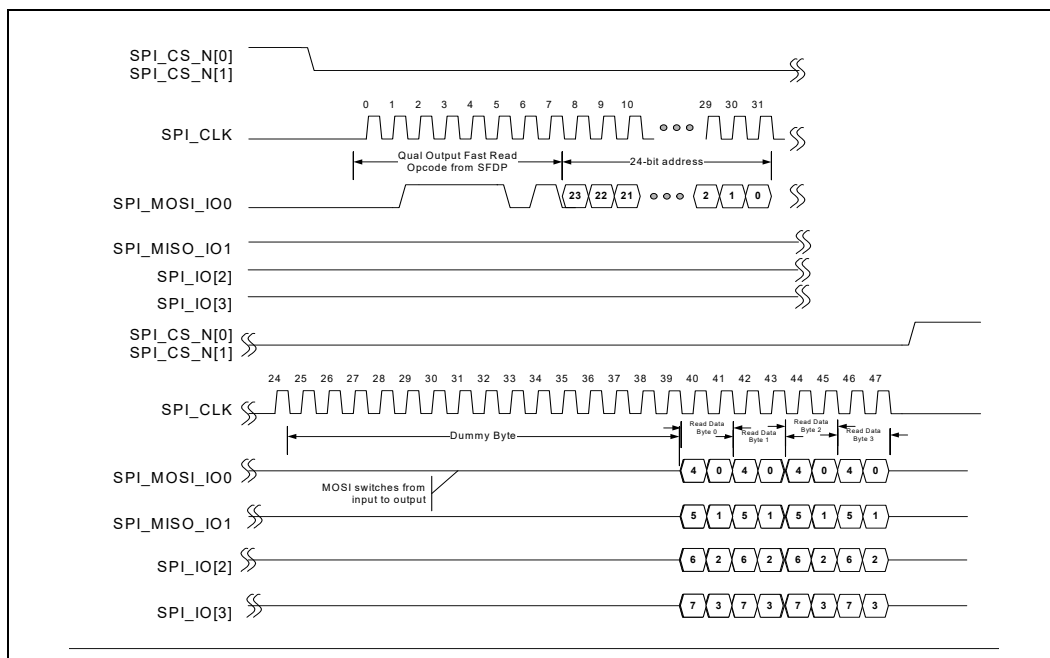 SPI_CS_N[0]
SPI_CS_N[1]
0 1 2 3 4 5 6 7 8 9 10 29 30 31
SPI_CLK
Qual Output Fast Read
Opcode from SFDP
24-bit address
SPI_MOSI_IO0
23 22 21 2 1 0
SPI_MISO_IO1
SPI_IO[2]
SPI_IO[3]
SPI_CS_N[0]
SPI_CS_N[1]
24 25 26 27 28 29 30 31 32 33 34 35 36 37 38 39 40 41 42 43 44 45 46 47
SPI_CLK
Dummy Byte
Read Data
Byte 0
Read Data
Byte 1
Read Data
Byte 2
Read Data
Byte 3
SPI_MOSI_IO0
4 0 4 0 4 0 4 0
MOSI switches from
input to output
SPI_MISO_IO1
5 1 5 1 5 1 5 1
SPI_IO[2]
6 2 6 2 6 2 6 2
SPI_IO[3]
7 3 7 3 7 3 7 3